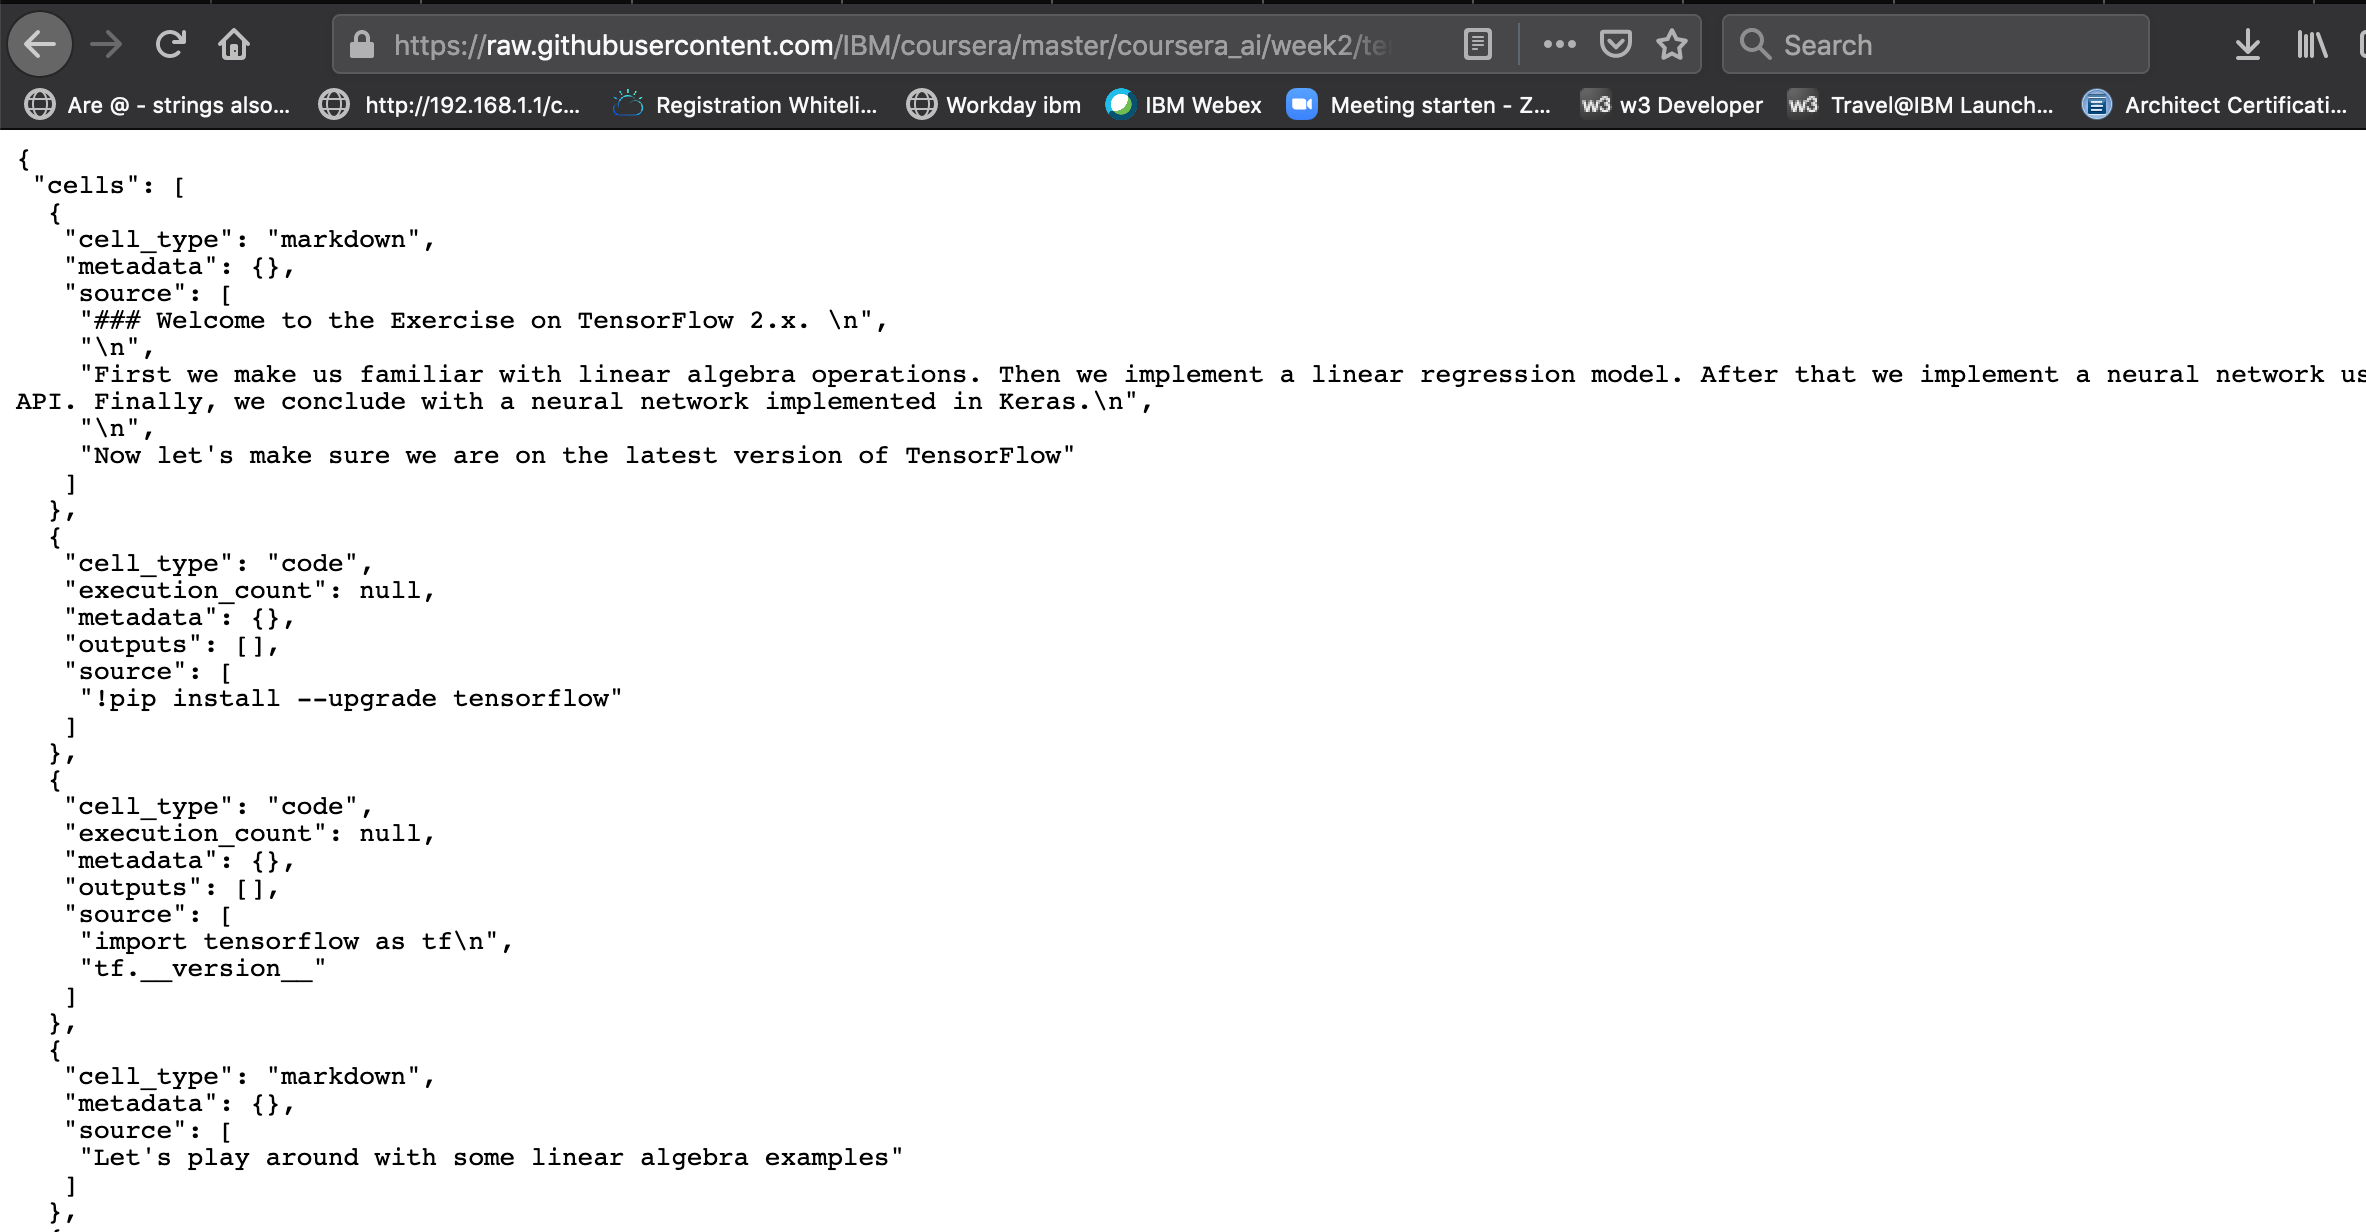 https://raw.githubusercontent.com/IBM/coursera/master/coursera_ai/week2/te
Search
Are @ - strings also...
http://192.168.1.1/c...
Registration Whiteli...
Workday ibm
IBM Webex
Meeting starten - Z...
w3 w3 Developer
w3 Travel@IBM Launch...
Architect Certificati...
{
"cells": [
{
"cell_type": "markdown",
"metadata": {},
"source": [
"### Welcome to the Exercise on TensorFlow 2.x. \n",
"\n",
"First we make us familiar with linear algebra operations. Then we implement a linear regression model. After that we implement a neural network us
API. Finally, we conclude with a neural network implemented in Keras.\n",
"\n",
"Now let's make sure we are on the latest version of TensorFlow"
]
},
{
"cell_type": "code",
"execution_count": null,
"metadata": {},
"outputs": [],
"source": [
"!pip install --upgrade tensorflow"
]
},
{
"cell_type": "code",
"execution_count": null,
"metadata": {},
"outputs": [],
"source": [
"import tensorflow as tf\n",
"tf.__version__"
]
},
{
"cell_type": "markdown",
"metadata": {},
"source": [
"Let's play around with some linear algebra examples"
]
},